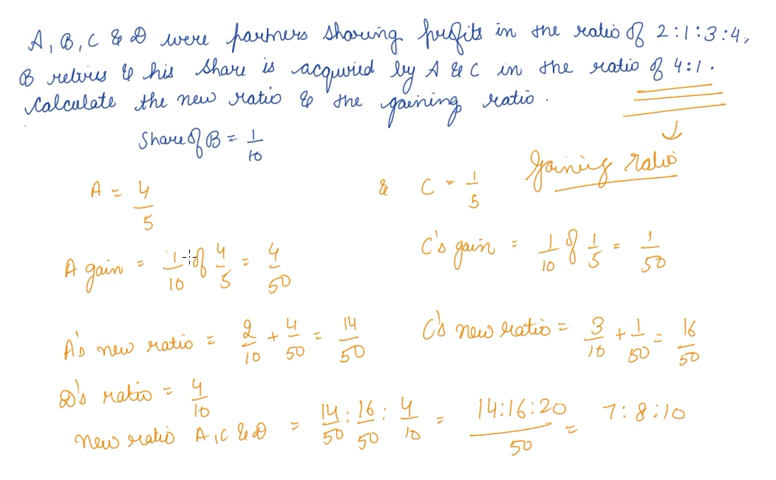 A, B, C & D were partners sharing profits in the ratio of 2:1:3:4,
B retires & his share is acquired by A & C in the ratio of 4:1.
Calculate the new ratio & the gaining ratio.
Share of B = 1/10
Gaining ratio
A = 4/5 & C = 1/5
A gain = 1/10 of 4/5 = 4/50
C's gain = 1/10 of 1/5 = 1/50
A's new ratio = 2/10 + 4/50 = 14/50
C's new ratio = 3/10 + 1/50 = 16/50
D's ratio = 4/10
New ratio A, C & D = 14/50 : 16/50 : 4/10 = 14:16:20/50 = 7:8:10